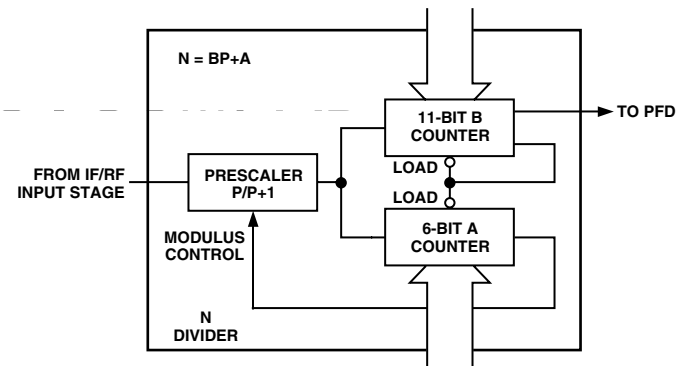 N = BP+A
11-BIT B
COUNTER
TO PFD
LOAD
FROM IF/RF
INPUT STAGE
PRESCALER
P/P+1
LOAD
MODULUS
CONTROL
6-BIT A
COUNTER
N
DIVIDER